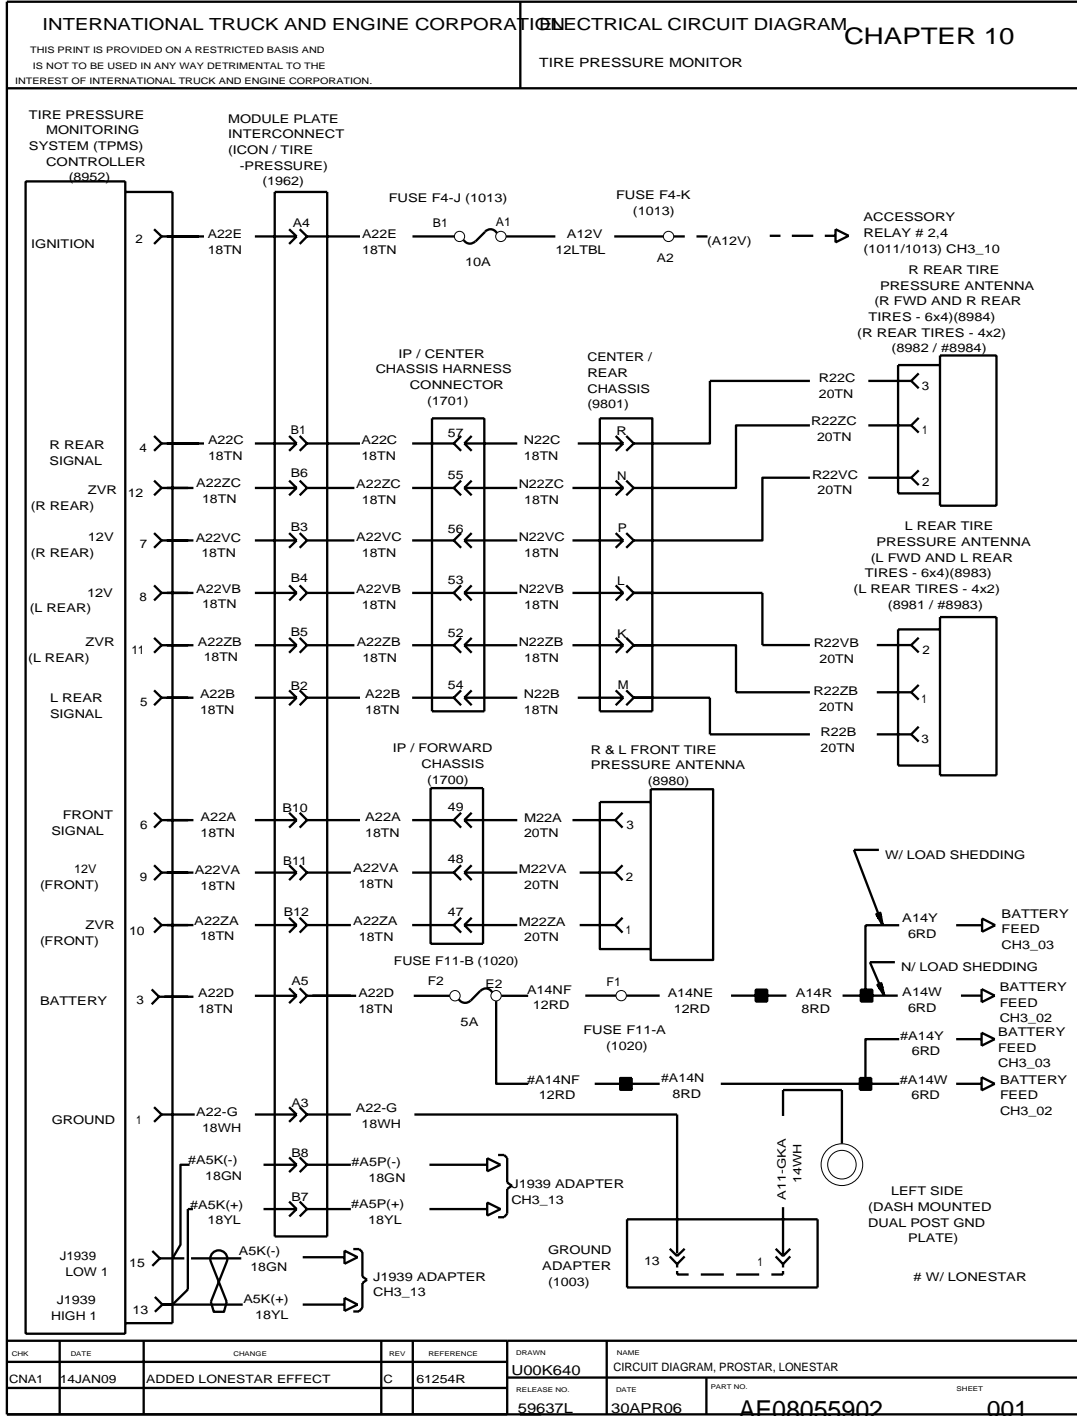 INTERNATIONAL TRUCK AND ENGINE CORPORATION
ELECTRICAL CIRCUIT DIAGRAM
CHAPTER 10
THIS PRINT IS PROVIDED ON A RESTRICTED BASIS AND
IS NOT TO BE USED IN ANY WAY DETRIMENTAL TO THE
INTEREST OF INTERNATIONAL TRUCK AND ENGINE CORPORATION.
TIRE PRESSURE MONITOR
TIRE PRESSURE
MONITORING
SYSTEM (TPMS)
CONTROLLER
(8952)
MODULE PLATE
INTERCONNECT
(ICON / TIRE
-PRESSURE)
(1962)
FUSE F4-J (1013)
B1 A1
10A
FUSE F4-K
(1013)
A2
ACCESSORY
RELAY # 2,4
(1011/1013) CH3_10
IGNITION 2 A22E A4 A22E A12V (A12V)
18TN 18TN 12LTBL
R REAR TIRE
PRESSURE ANTENNA
(R FWD AND R REAR
TIRES - 6x4)(8984)
(R REAR TIRES - 4x2)
(8982 / #8984)
IP / CENTER
CHASSIS HARNESS
CONNECTOR
(1701)
CENTER /
REAR
CHASSIS
(9801)
R22C 3
20TN
R22ZC 1
20TN
R22VC 2
20TN
R REAR
SIGNAL
4 A22C B1 A22C 57 N22C R
18TN 18TN 18TN
ZVR
(R REAR)
12 A22ZC B6 A22ZC 55 N22ZC N
18TN 18TN 18TN
12V
(R REAR)
7 A22VC B3 A22VC 56 N22VC P
18TN 18TN 18TN
L REAR TIRE
PRESSURE ANTENNA
(L FWD AND L REAR
TIRES - 6x4)(8983)
(L REAR TIRES - 4x2)
(8981 / #8983)
12V
(L REAR)
8 A22VB B4 A22VB 53 N22VB L
18TN 18TN 18TN
ZVR
(L REAR)
11 A22ZB B5 A22ZB 52 N22ZB K
18TN 18TN 18TN
L REAR
SIGNAL
5 A22B B2 A22B 54 N22B M
18TN 18TN 18TN
R22VB 2
20TN
R22ZB 1
20TN
R22B 3
20TN
IP / FORWARD
CHASSIS
(1700)
R & L FRONT TIRE
PRESSURE ANTENNA
(8980)
FRONT
SIGNAL
6 A22A B10 A22A 49 M22A 3
18TN 18TN 20TN
12V
(FRONT)
9 A22VA B11 A22VA 48 M22VA 2
18TN 18TN 20TN
ZVR
(FRONT)
10 A22ZA B12 A22ZA 47 M22ZA 1
18TN 18TN 20TN
W/ LOAD SHEDDING
A14Y
6RD
BATTERY
FEED
CH3_03
FUSE F11-B (1020)
N/ LOAD SHEDDING
BATTERY 3 A22D A5 A22D F2 E2 A14NF F1 A14NE A14R A14W
18TN 18TN 5A 12RD 12RD 8RD 6RD
BATTERY
FEED
CH3_02
FUSE F11-A
(1020)
#A14Y
6RD
BATTERY
FEED
CH3_03
#A14NF #A14N #A14W
12RD 8RD 6RD
BATTERY
FEED
CH3_02
GROUND 1 A22-G A3 A22-G
18WH 18WH
A11-GKA
14WH
#A5K(-) B8 #A5P(-)
18GN 18GN
#A5K(+) B7 #A5P(+)
18YL 18YL
J1939 ADAPTER
CH3_13
LEFT SIDE
(DASH MOUNTED
DUAL POST GND
PLATE)
J1939
LOW 1
15 A5K(-)
18GN
J1939
HIGH 1
13 A5K(+)
18YL
J1939 ADAPTER
CH3_13
GROUND
ADAPTER
(1003)
13 1
# W/ LONESTAR
CHK DATE CHANGE REV REFERENCE
CNA1 14JAN09 ADDED LONESTAR EFFECT C 61254R
DRAWN
U00K640
NAME
CIRCUIT DIAGRAM, PROSTAR, LONESTAR
RELEASE NO.
59637L
DATE
30APR06
PART NO.
AE08055902
SHEET
001